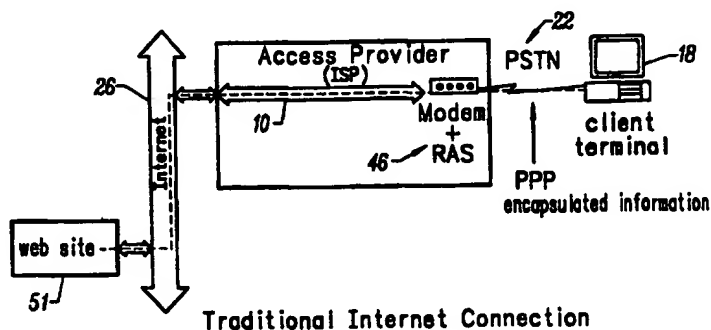 22
Access Provider
(ISP)
PSTN
18
26
10
Modem
+
RAS
46
client
terminal
Internet
PPP
encapsulated information
web site
51
Traditional Internet Connection